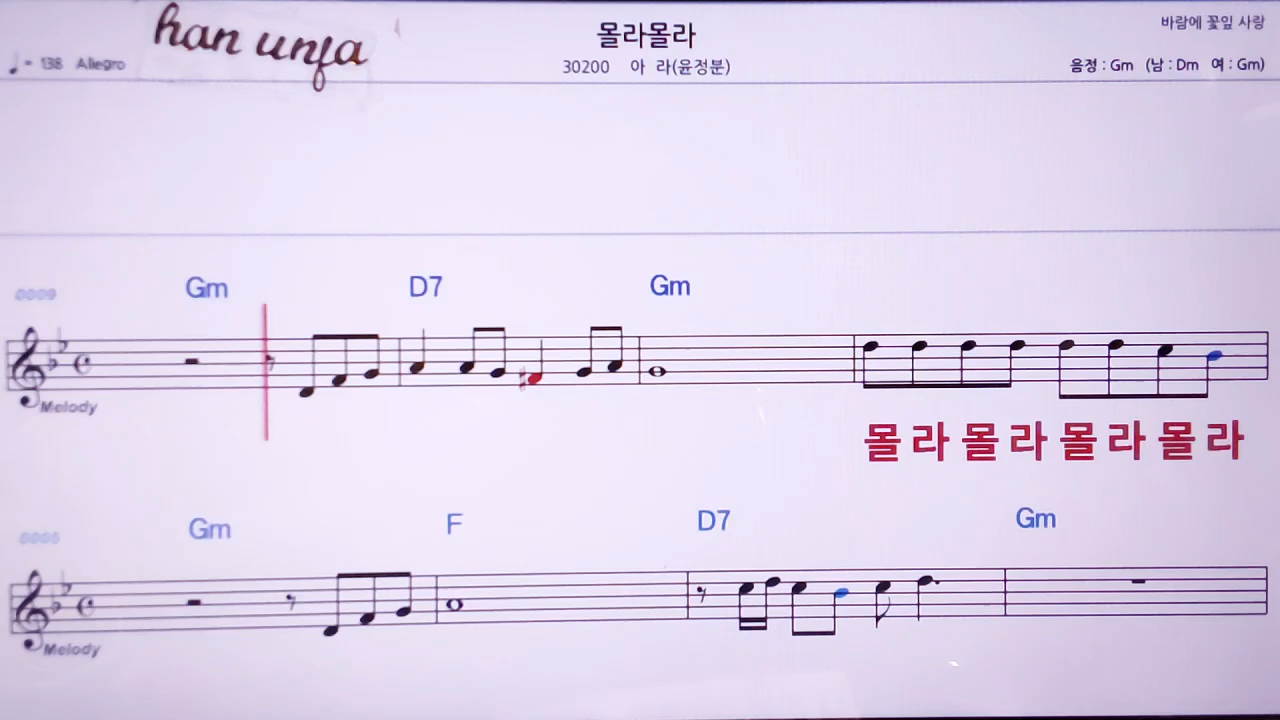 han unfa
몰라몰라
바람에 꽃잎 사랑
♩= 138 Allegro
30200 아 라(윤정분)
음정 : Gm (남 : Dm 여 : Gm)
Gm D7 Gm
0009
Melody
몰라몰라몰라몰라
Gm F D7 Gm
Melody